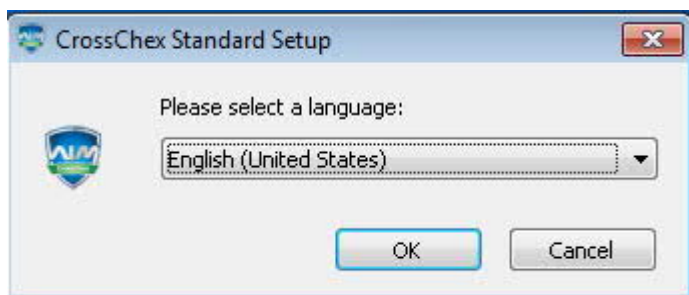 CrossChex Standard Setup
Please select a language:
English (United States)
OK Cancel